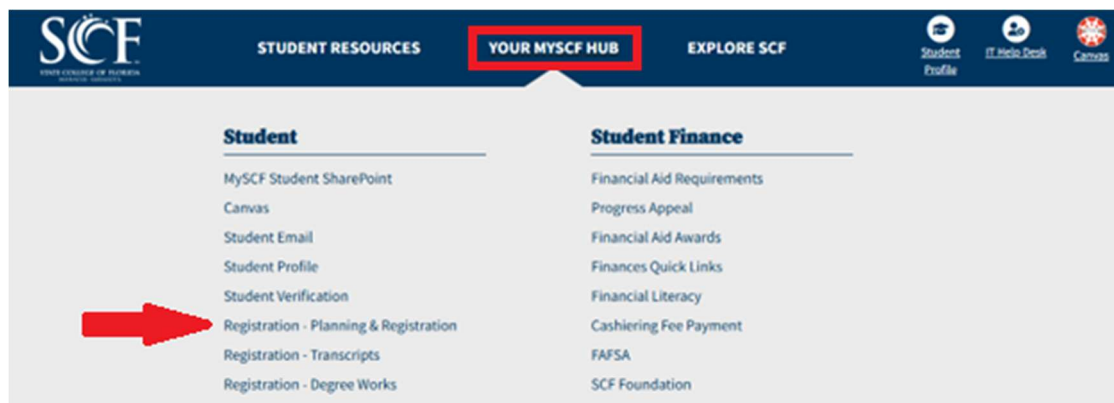 SCF
STATE COLLEGE OF FLORIDA
MANATEE - SARASOTA
STUDENT RESOURCES
YOUR MYSCF HUB
EXPLORE SCF
Student
Profile
IT Help Desk
Canvas
Student
MySCF Student SharePoint
Canvas
Student Email
Student Profile
Student Verification
Registration - Planning & Registration
Registration - Transcripts
Registration - Degree Works
Student Finance
Financial Aid Requirements
Progress Appeal
Financial Aid Awards
Finances Quick Links
Financial Literacy
Cashiering Fee Payment
FAFSA
SCF Foundation